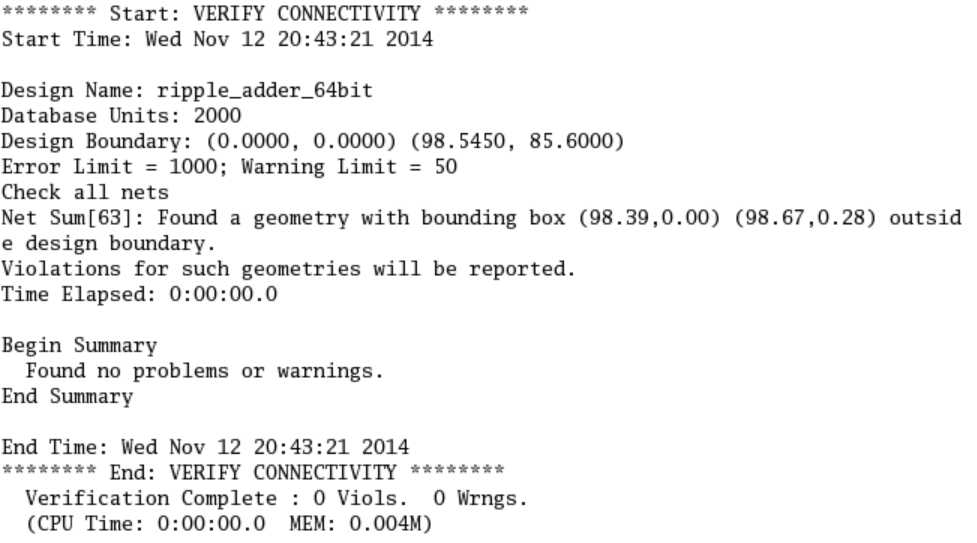 ******** Start: VERIFY CONNECTIVITY ********
Start Time: Wed Nov 12 20:43:21 2014

Design Name: ripple_adder_64bit
Database Units: 2000
Design Boundary: (0.0000, 0.0000) (98.5450, 85.6000)
Error Limit = 1000; Warning Limit = 50
Check all nets
Net Sum[63]: Found a geometry with bounding box (98.39,0.00) (98.67,0.28) outsid
e design boundary.
Violations for such geometries will be reported.
Time Elapsed: 0:00:00.0

Begin Summary
  Found no problems or warnings.
End Summary

End Time: Wed Nov 12 20:43:21 2014
******** End: VERIFY CONNECTIVITY ********
  Verification Complete : 0 Viols.  0 Wrngs.
  (CPU Time: 0:00:00.0  MEM: 0.004M)